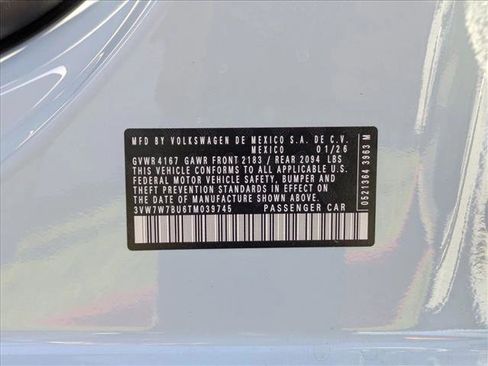 MFD BY VOLKSWAGEN DE MEXICO S.A. DE C.V.
MEXICO 01/26
GVWR 4167 GAWR FRONT 2183 / REAR 2094 LBS
THIS VEHICLE CONFORMS TO ALL APPLICABLE U.S.
FEDERAL MOTOR VEHICLE SAFETY, BUMPER AND
THEFT PREVENTION STANDARDS IN EFFECT ON
THE DATE OF MANUFACTURE SHOWN ABOVE.
3VW7W7BU6TM039745 PASSENGER CAR
0521364 3963 M